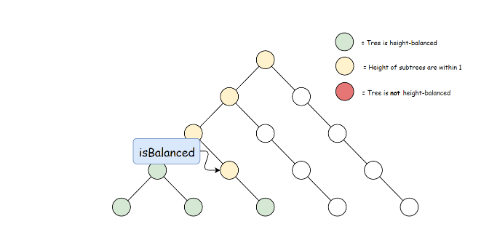 = Tree is height-balanced
= Height of subtrees are within 1
= Tree is not height-balanced
isBalanced